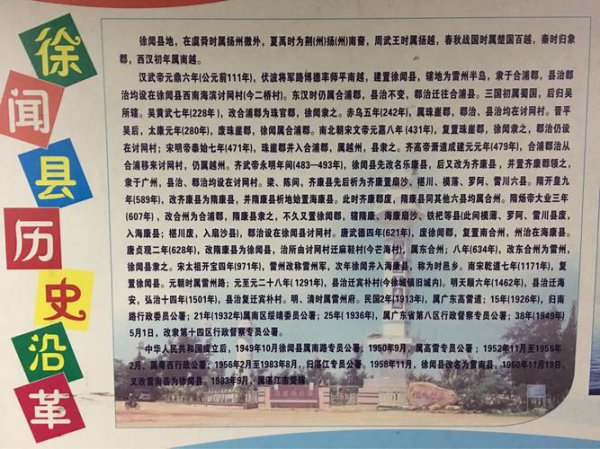 徐闻县历史沿革
徐闻县地，在虞舜时属扬州徼外，夏禹时为荆(州)扬(州)南裔，周武王时属扬越，春秋战国时属楚国百越，秦时归象
郡，西汉初年属南越。
汉武帝元鼎六年(公元前111年)，伏波将军路傅德率师平南越，建置徐闻县，辖地为雷州半岛，隶于合浦郡，县治郡
治均设在徐闻县西南海滨讨网村(今二桥村)。东汉时仍属合浦郡，县治不变，郡治迁往合浦县。三国初属蜀国，后归吴
所辖。吴黄武七年(228年)，改合浦郡为珠官郡，徐闻隶之。赤乌五年(242年)，属珠崖郡，郡治、县治均在讨网村。晋平
吴后，太康元年(280年)，废珠崖郡，徐闻属合浦郡。南北朝宋文帝元嘉八年(431年)，复置珠崖郡，徐闻隶之，郡治仍设
在讨网村；宋明帝泰始七年(471年)，珠崖郡并入合浦郡，属越州，县隶之。齐高帝萧道成建元元年(479年)，合浦郡治从
合浦移来讨网村，仍属越州。齐武帝永明年间(483—493年)，徐闻县先改名乐康县，后又改为齐康县，并置齐康郡领之，
隶于广州，县治、郡治均设在讨网村。梁、陈间，齐康县先后析为齐康置扇沙、椹川、模落、罗阿、雷川六县。隋开皇九
年(589年)，改齐康县为隋康县，并隋康县析地始置海康县。此时齐康郡废，隋康县同其他六县均属合州。隋炀帝大业三年
(607年)，改合州为合浦郡，隋康县隶之，不久又置徐闻郡，辖隋康、海康扇沙、铁杷等县(此间模落、罗阿、雷川县废，
入海康县；椹川废，入扇沙县)，郡治设在徐闻县讨网村。唐武德四年(621年)，废徐闻郡，复置南合州，州治在海康县。
唐贞观二年(628年)，改隋康县为徐闻县，治所由讨网村迁麻鞋村(今芒海村)，属东合州；八年(634年)，改东合州为雷州，
徐闻县隶之。宋太祖开宝四年(971年)，雷州改称雷州军，次年徐闻并入海康县，称为时邑乡。南宋乾道七年(1171年)，复
置徐闻县。元朝时属雷州路；元至元二十八年(1291年)，县治迁宾朴村(今徐城镇旧城内)。明天顺六年(1462年)，县治迁海
安，弘治十四年(1501年)，县治复迁宾朴村。明、清时属雷州府。民国2年(1913年)，属广东高雷道；15年(1926年)，归南
路行政委员公署；21年(1932年)属南区绥靖委员公署；25年(1936年)，属广东省第八区行政督察专员公署；38年(1949年)
5月1日，改隶第十四区行政督察专员公署。
中华人民共和国成立后，1949年10月徐闻县属南路专员公署；1950年9月，属高雷专员公署；1952年11月至1956年
2月，属粤西行政公署；1956年2月至1983年8月，归湛江专员公署。1958年11月，徐闻县改名为雷南县，1960年11月19日，
又改雷南县为徐闻县，1983年9月，属湛江市管辖。